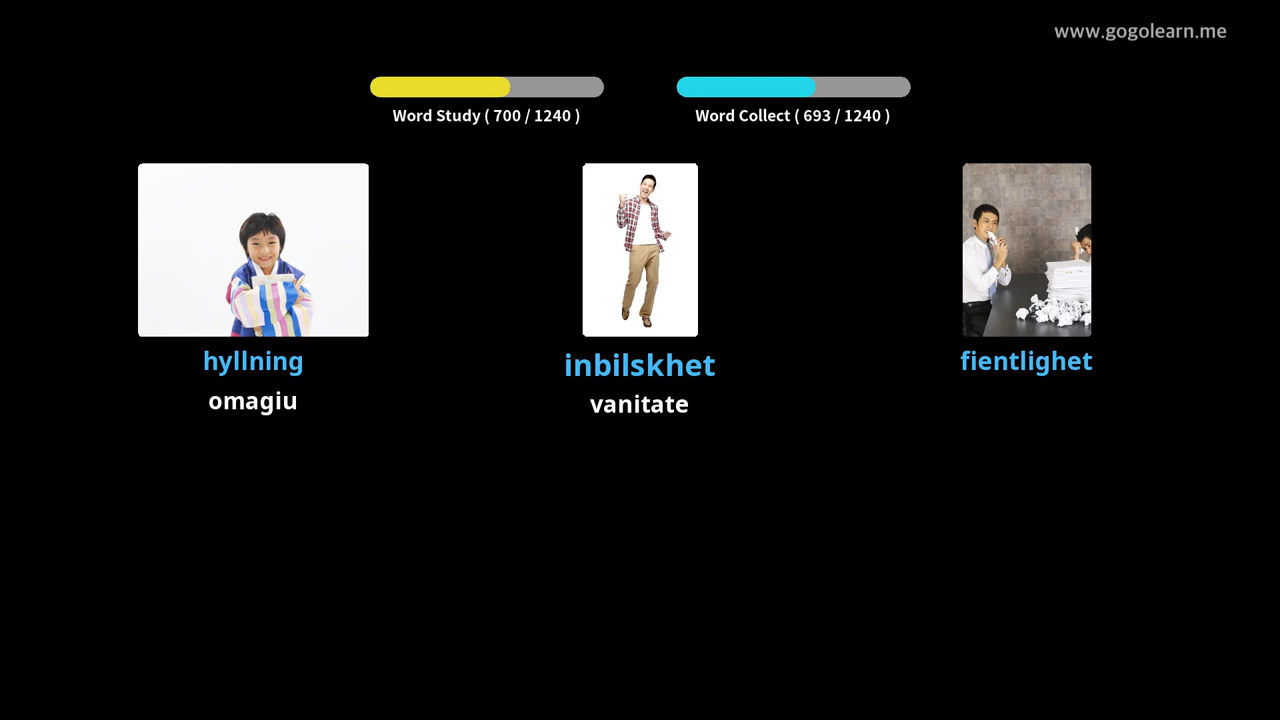 www.gogolearn.me
Word Study ( 700 / 1240 )
Word Collect ( 693 / 1240 )
hyllning
omagiu
inbilskhet
vanitate
fientlighet